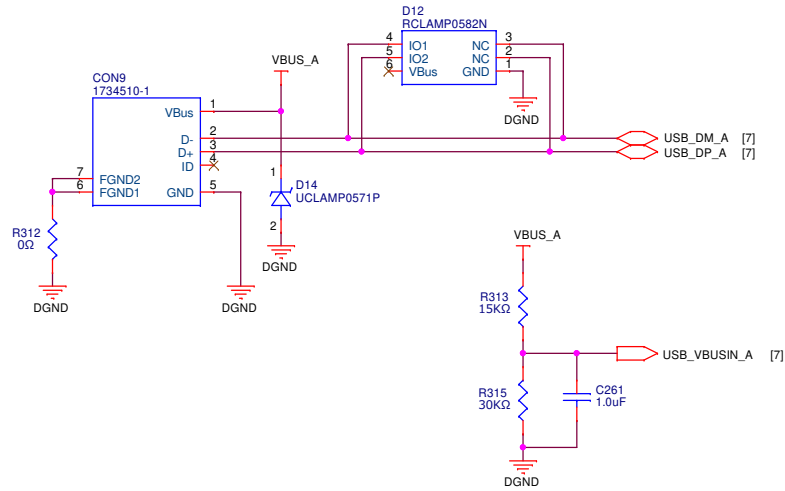 D12
RCLAMP0582N
4 IO1 NC 3
5 IO2 NC 2
6 VBus GND 1
DGND
VBUS_A
CON9
1734510-1
VBus 1
D- 2
D+ 3
ID 4
7 FGND2
6 FGND1 GND 5
USB_DM_A [7]
USB_DP_A [7]
1
D14
UCLAMP0571P
2
DGND
R312
0Ω
DGND
DGND
VBUS_A
R313
15KΩ
USB_VBUSIN_A [7]
R315
30KΩ
C261
1.0uF
DGND